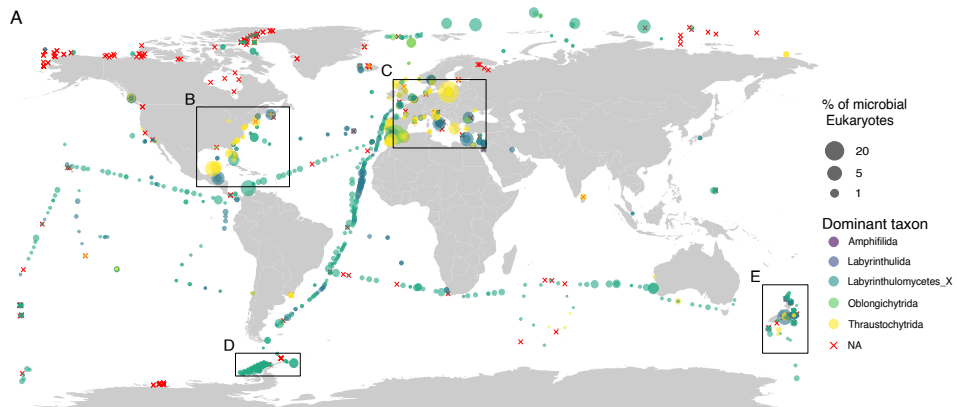 A
B
C
D
E
% of microbial
Eukaryotes
20
5
1
Dominant taxon
Amphifilida
Labyrinthulida
Labyrinthulomycetes_X
Oblongichytrida
Thraustochytrida
NA